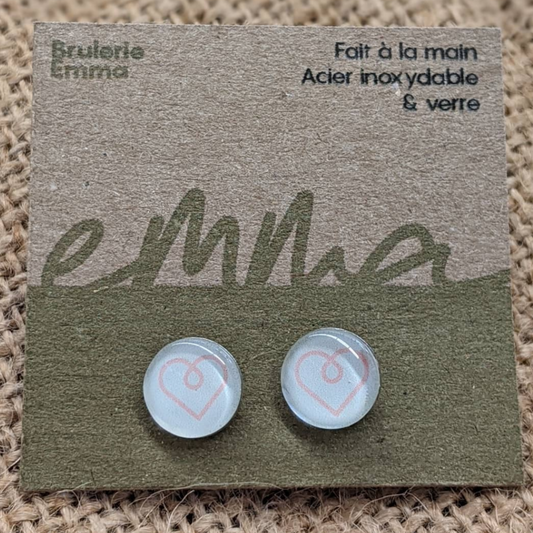 Brulerie
Emma
Fait à la main
Acier inoxydable
& verre
emma